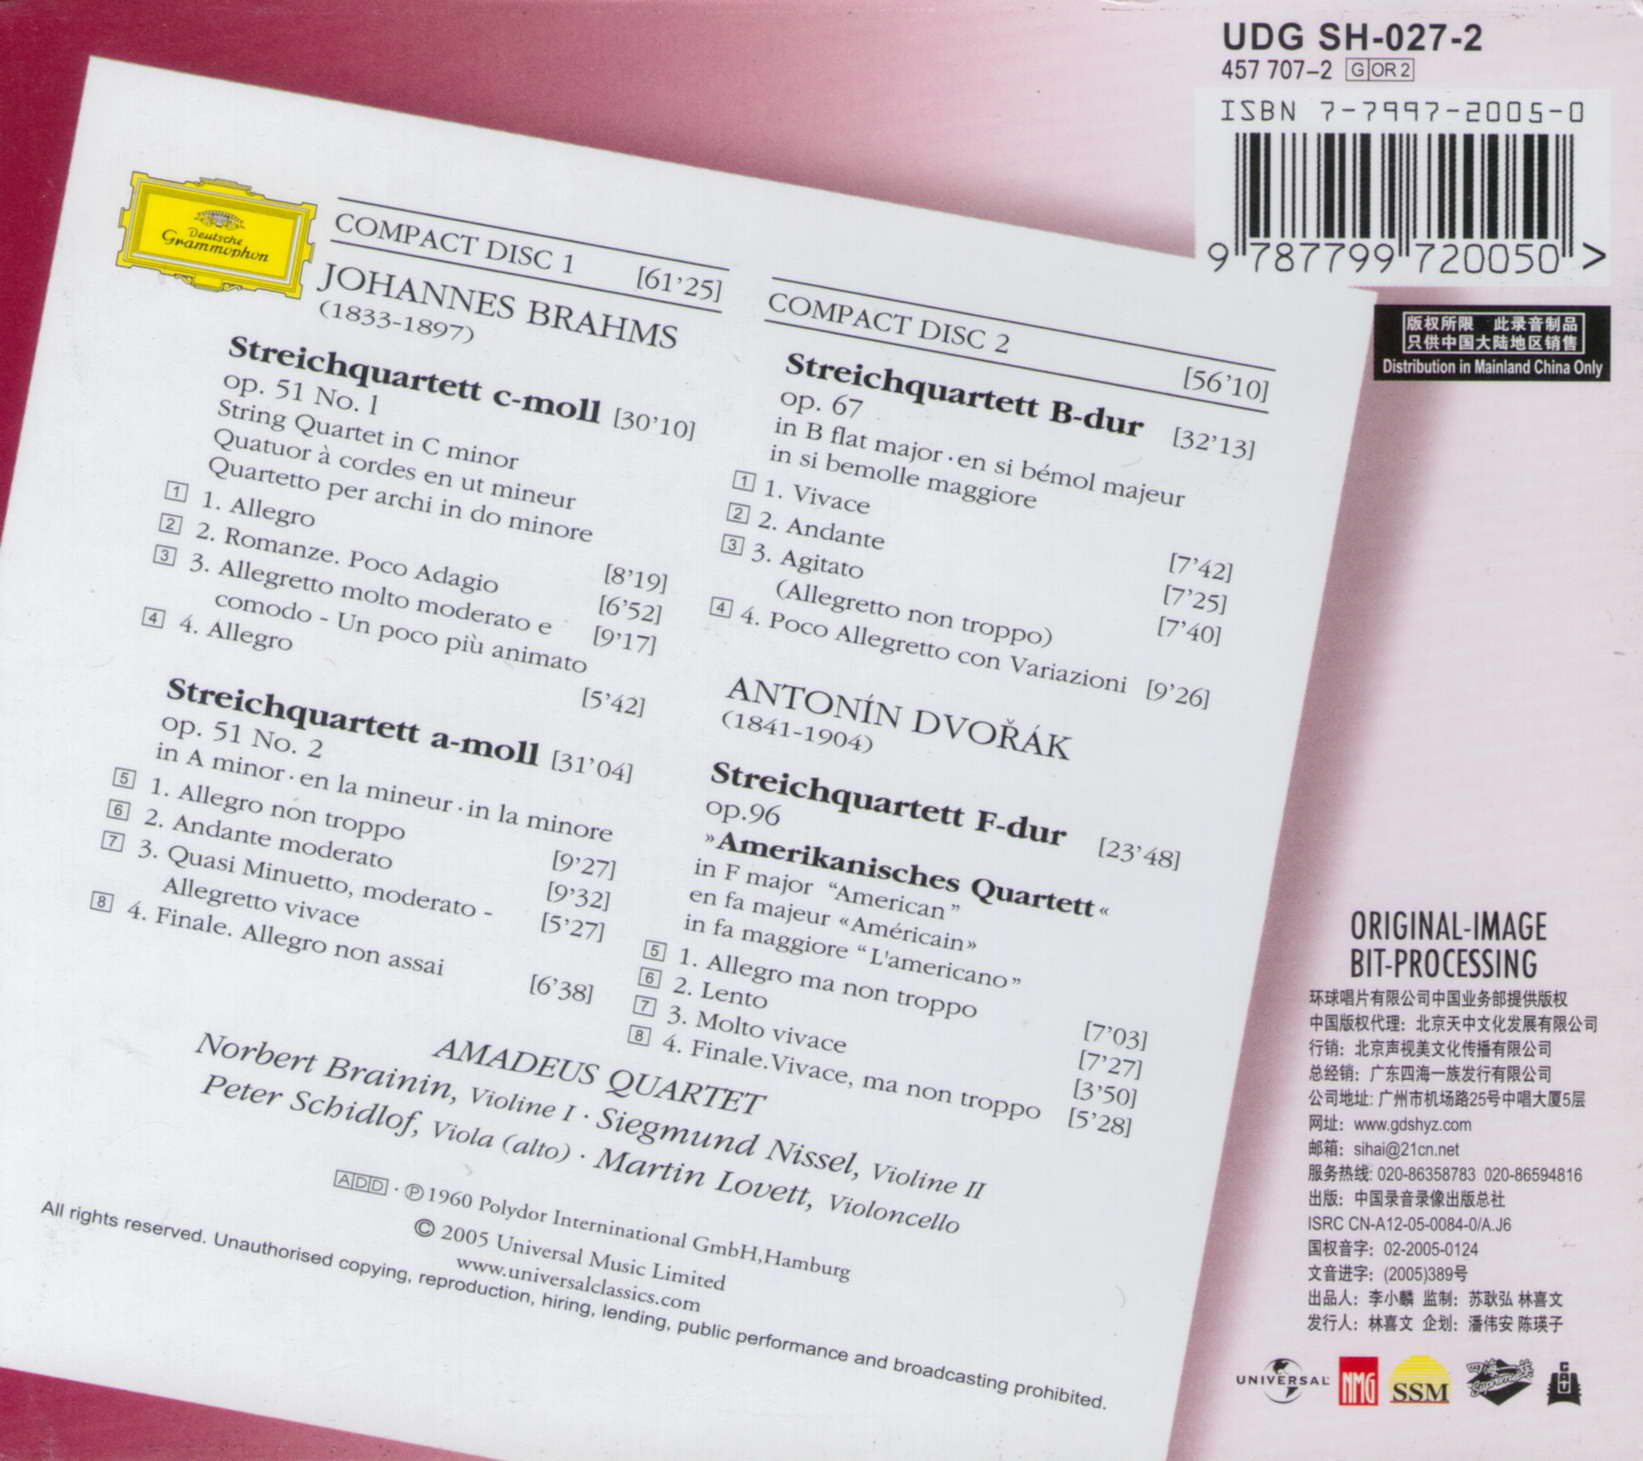 UDG SH-027-2
457 707–2 G OR 2
ISBN 7-7997-2005-0
9 787799 720050 >
版权所限 此录音制品
只供中国大陆地区销售
Distribution in Mainland China Only
Deutsche
Grammophon
COMPACT DISC 1 [61’25]
JOHANNES BRAHMS
(1833-1897)
Streichquartett c-moll [30’10]
op. 51 No. 1
String Quartet in C minor
Quatuor à cordes en ut mineur
Quartetto per archi in do minore
1 1. Allegro [8’19]
2 2. Romanze. Poco Adagio [6’52]
3 3. Allegretto molto moderato e [9’17]
comodo - Un poco più animato
4 4. Allegro [5’42]
Streichquartett a-moll [31’04]
op. 51 No. 2
in A minor · en la mineur · in la minore
5 1. Allegro non troppo [9’27]
6 2. Andante moderato [9’32]
7 3. Quasi Minuetto, moderato - [5’27]
Allegretto vivace
8 4. Finale. Allegro non assai [6’38]
COMPACT DISC 2 [56’10]
Streichquartett B-dur [32’13]
op. 67
in B flat major · en si bémol majeur
in si bemolle maggiore
1 1. Vivace [7’42]
2 2. Andante [7’25]
3 3. Agitato [7’40]
(Allegretto non troppo)
4 4. Poco Allegretto con Variazioni [9’26]
ANTONÍN DVOŘÁK
(1841-1904)
Streichquartett F-dur [23’48]
op.96
»Amerikanisches Quartett«
in F major “American”
en fa majeur «Américain»
in fa maggiore “L'americano”
5 1. Allegro ma non troppo [7’03]
6 2. Lento [7’27]
7 3. Molto vivace [3’50]
8 4. Finale.Vivace, ma non troppo [5’28]
AMADEUS QUARTET
Norbert Brainin, Violine I · Siegmund Nissel, Violine II
Peter Schidlof, Viola (alto) · Martin Lovett, Violoncello
ADD · ℗1960 Polydor Interninational GmbH,Hamburg
© 2005 Universal Music Limited
www.universalclassics.com
All rights reserved. Unauthorised copying, reproduction, hiring, lending, public performance and broadcasting prohibited.
ORIGINAL-IMAGE
BIT-PROCESSING
环球唱片有限公司中国业务部提供版权
中国版权代理：北京天中文化发展有限公司
行销：北京声视美文化传播有限公司
总经销：广东四海一族发行有限公司
公司地址：广州市机场路25号中唱大厦5层
网址：www.gdshyz.com
邮箱：sihai@21cn.net
服务热线: 020-86358783 020-86594816
出版：中国录音录像出版总社
ISRC CN-A12-05-0084-0/A.J6
国权音字：02-2005-0124
文音进字：(2005)389号
出品人：李小麟 监制：苏耿弘 林喜文
发行人：林喜文 企划：潘伟安 陈瑛子
UNIVERSAL
NMG
SSM